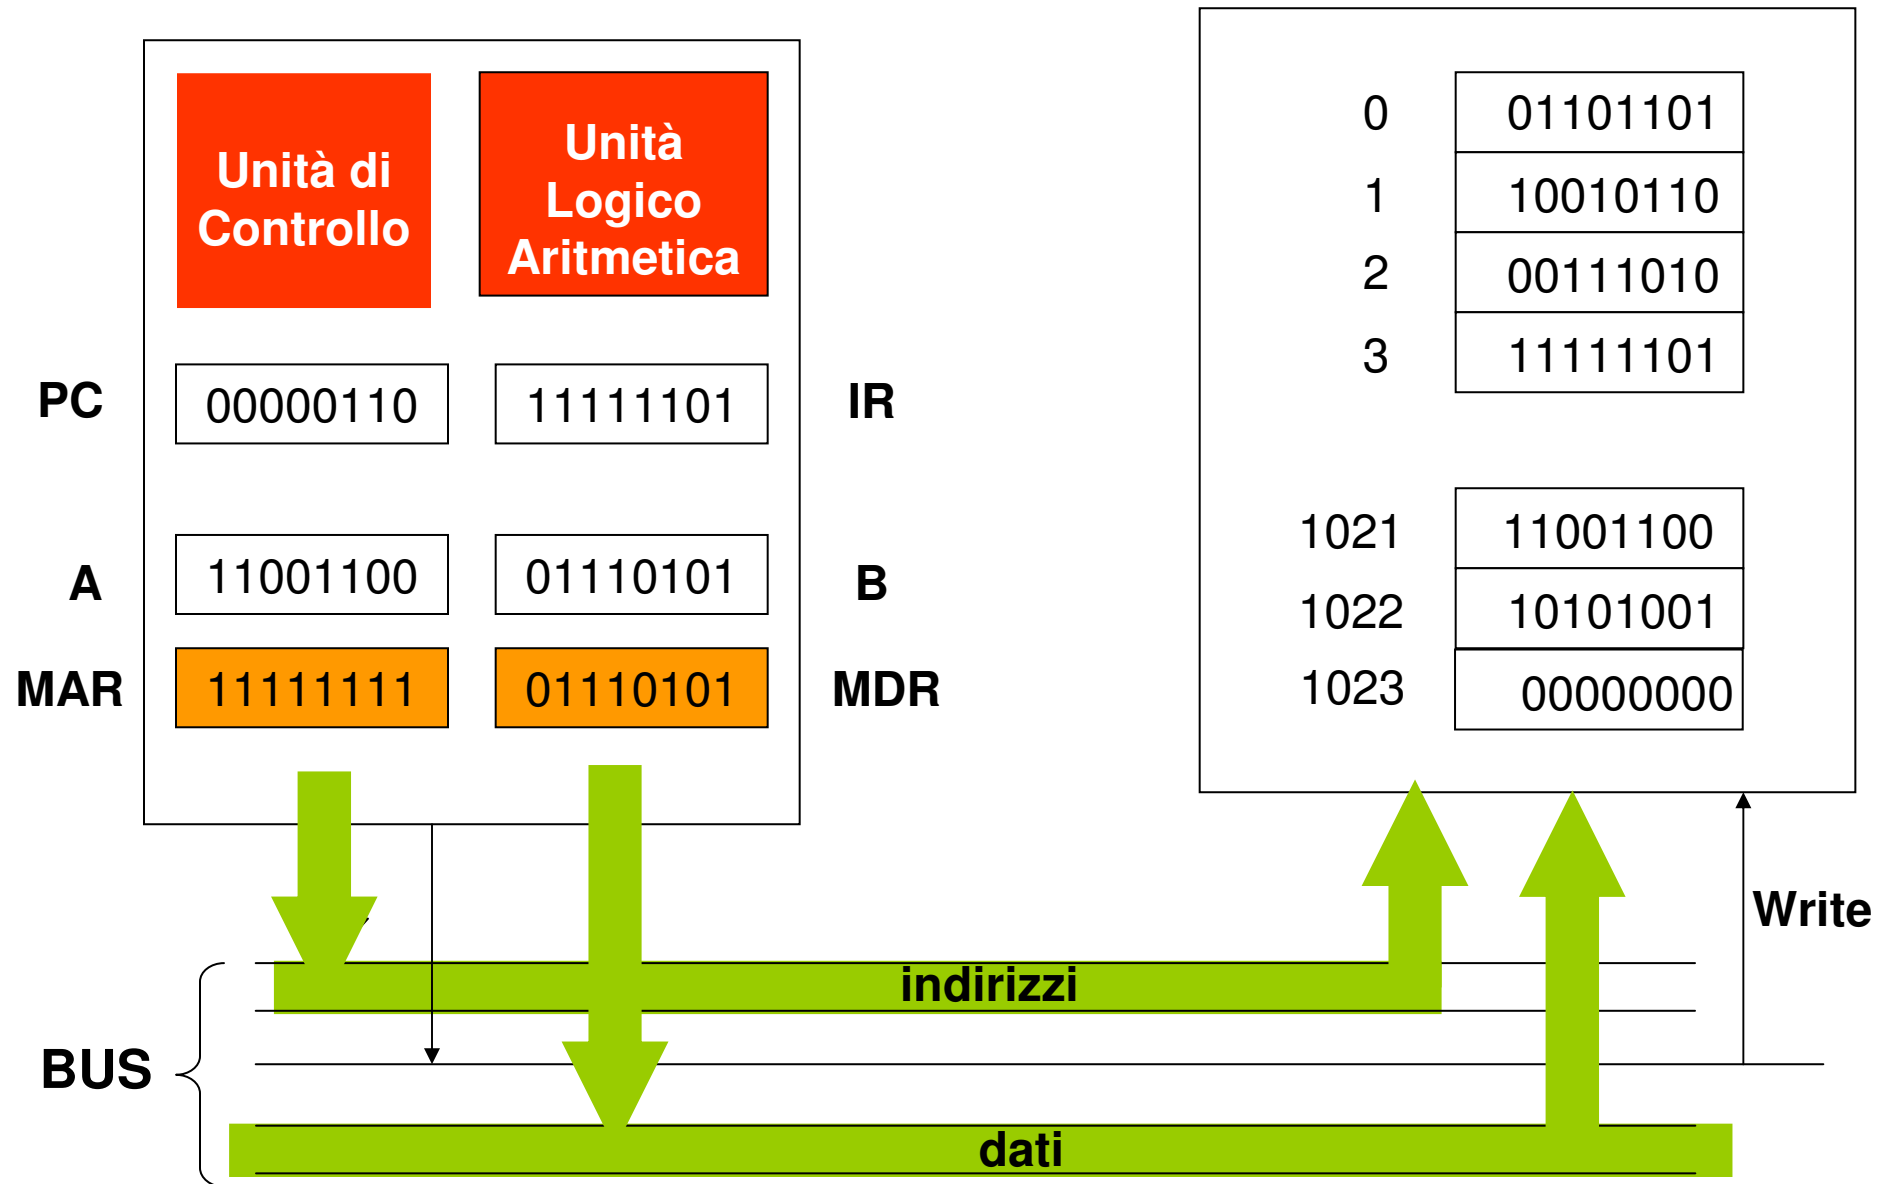 Unità di
Controllo
Unità
Logico
Aritmetica
PC
00000110
11111101
IR
A
11001100
01110101
B
MAR
11111111
01110101
MDR
0
01101101
1
10010110
2
00111010
3
11111101
1021
11001100
1022
10101001
1023
00000000
Write
indirizzi
BUS
dati